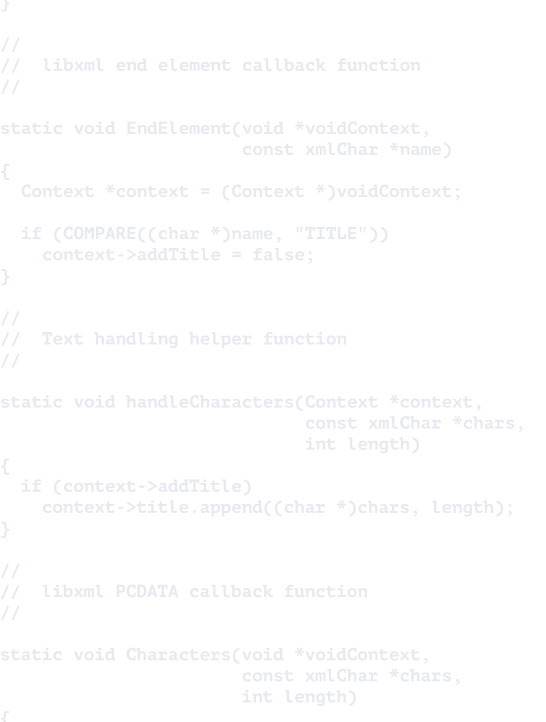 }
//
//  libxml end element callback function
//
static void EndElement(void *voidContext,
                       const xmlChar *name)
{
  Context *context = (Context *)voidContext;
  if (COMPARE((char *)name, "TITLE"))
    context->addTitle = false;
}
//
//  Text handling helper function
//
static void handleCharacters(Context *context,
                             const xmlChar *chars,
                             int length)
{
  if (context->addTitle)
    context->title.append((char *)chars, length);
}
//
//  libxml PCDATA callback function
//
static void Characters(void *voidContext,
                       const xmlChar *chars,
                       int length)
{